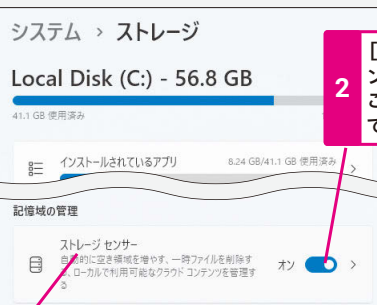 システム › ストレージ
Local Disk (C:) - 56.8 GB
41.1 GB 使用済み
2
インストールされているアプリ 8.24 GB/41.1 GB 使用済み
記憶域の管理
ストレージ センサー
自動的に空き領域を増やす、一時ファイルを削除す
る、ローカルで利用可能なクラウド コンテンツを管理す
る
オン